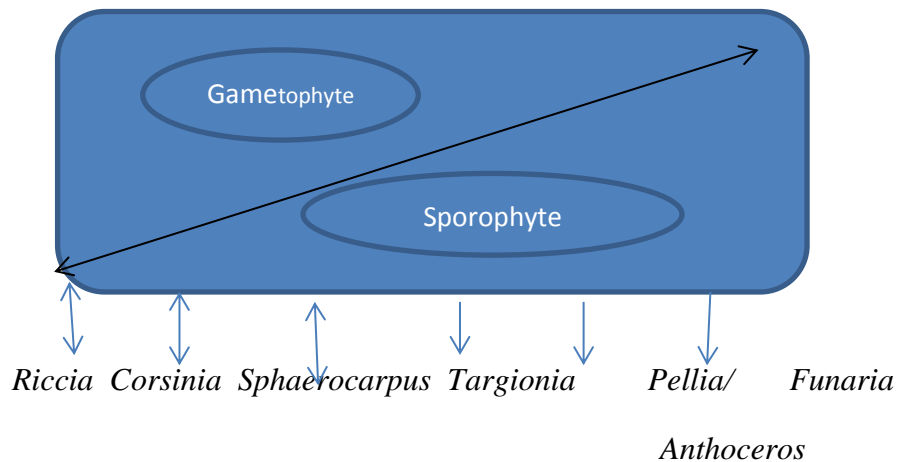 Gametophyte
Sporophyte
Riccia Corsinia Sphaerocarpus Targionia Pellia/ Funaria
Anthoceros